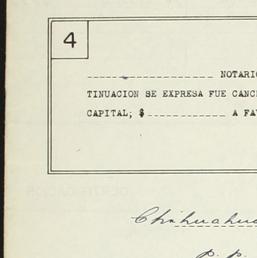 4
NOTARIO
TINUACION SE EXPRESA FUE CANC
CAPITAL; $ A FA
Chihuahua
P. P.